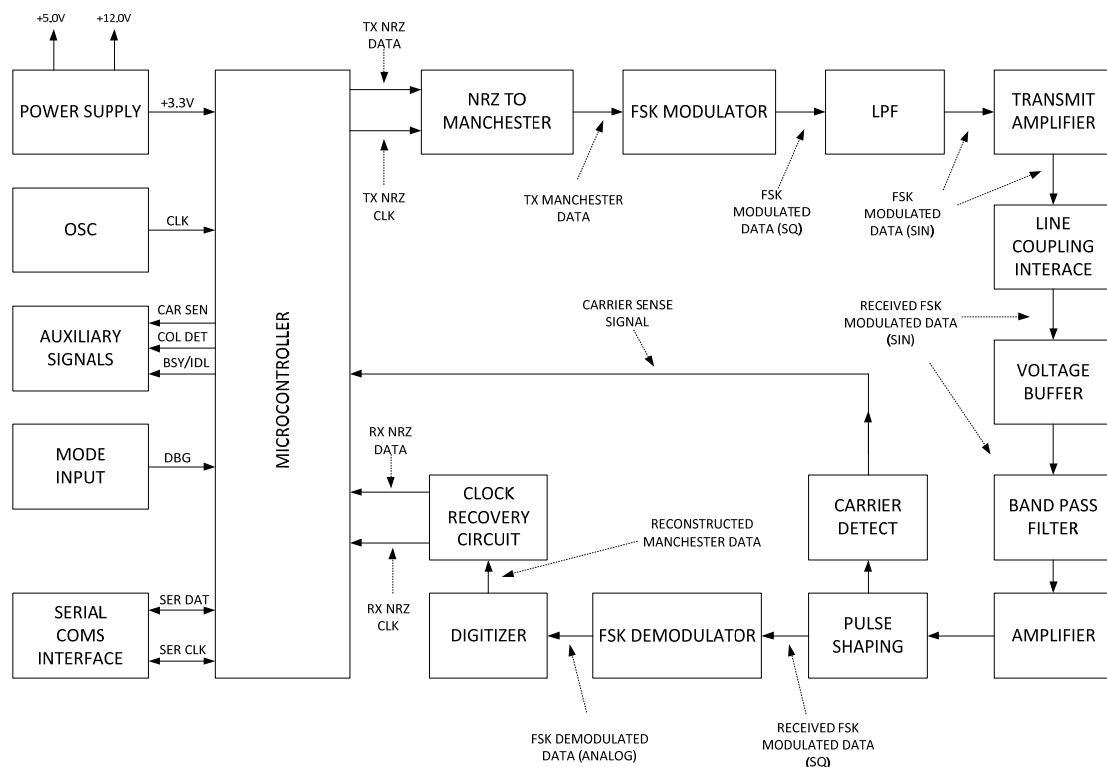 +5.0V
+12.0V
POWER SUPPLY
+3.3V
OSC
CLK
AUXILIARY
SIGNALS
CAR SEN
COL DET
BSY/IDL
MODE
INPUT
DBG
SERIAL
COMS
INTERFACE
SER DAT
SER CLK
MICROCONTROLLER
TX NRZ
DATA
TX NRZ
CLK
NRZ TO
MANCHESTER
TX MANCHESTER
DATA
FSK MODULATOR
FSK
MODULATED
DATA (SQ)
LPF
FSK
MODULATED
DATA (SIN)
TRANSMIT
AMPLIFIER
LINE
COUPLING
INTERACE
RECEIVED FSK
MODULATED DATA
(SIN)
VOLTAGE
BUFFER
BAND PASS
FILTER
AMPLIFIER
CARRIER SENSE
SIGNAL
CARRIER
DETECT
PULSE
SHAPING
RECEIVED FSK
MODULATED DATA
(SQ)
FSK DEMODULATOR
FSK DEMODULATED
DATA (ANALOG)
DIGITIZER
RECONSTRUCTED
MANCHESTER DATA
CLOCK
RECOVERY
CIRCUIT
RX NRZ
DATA
RX NRZ
CLK